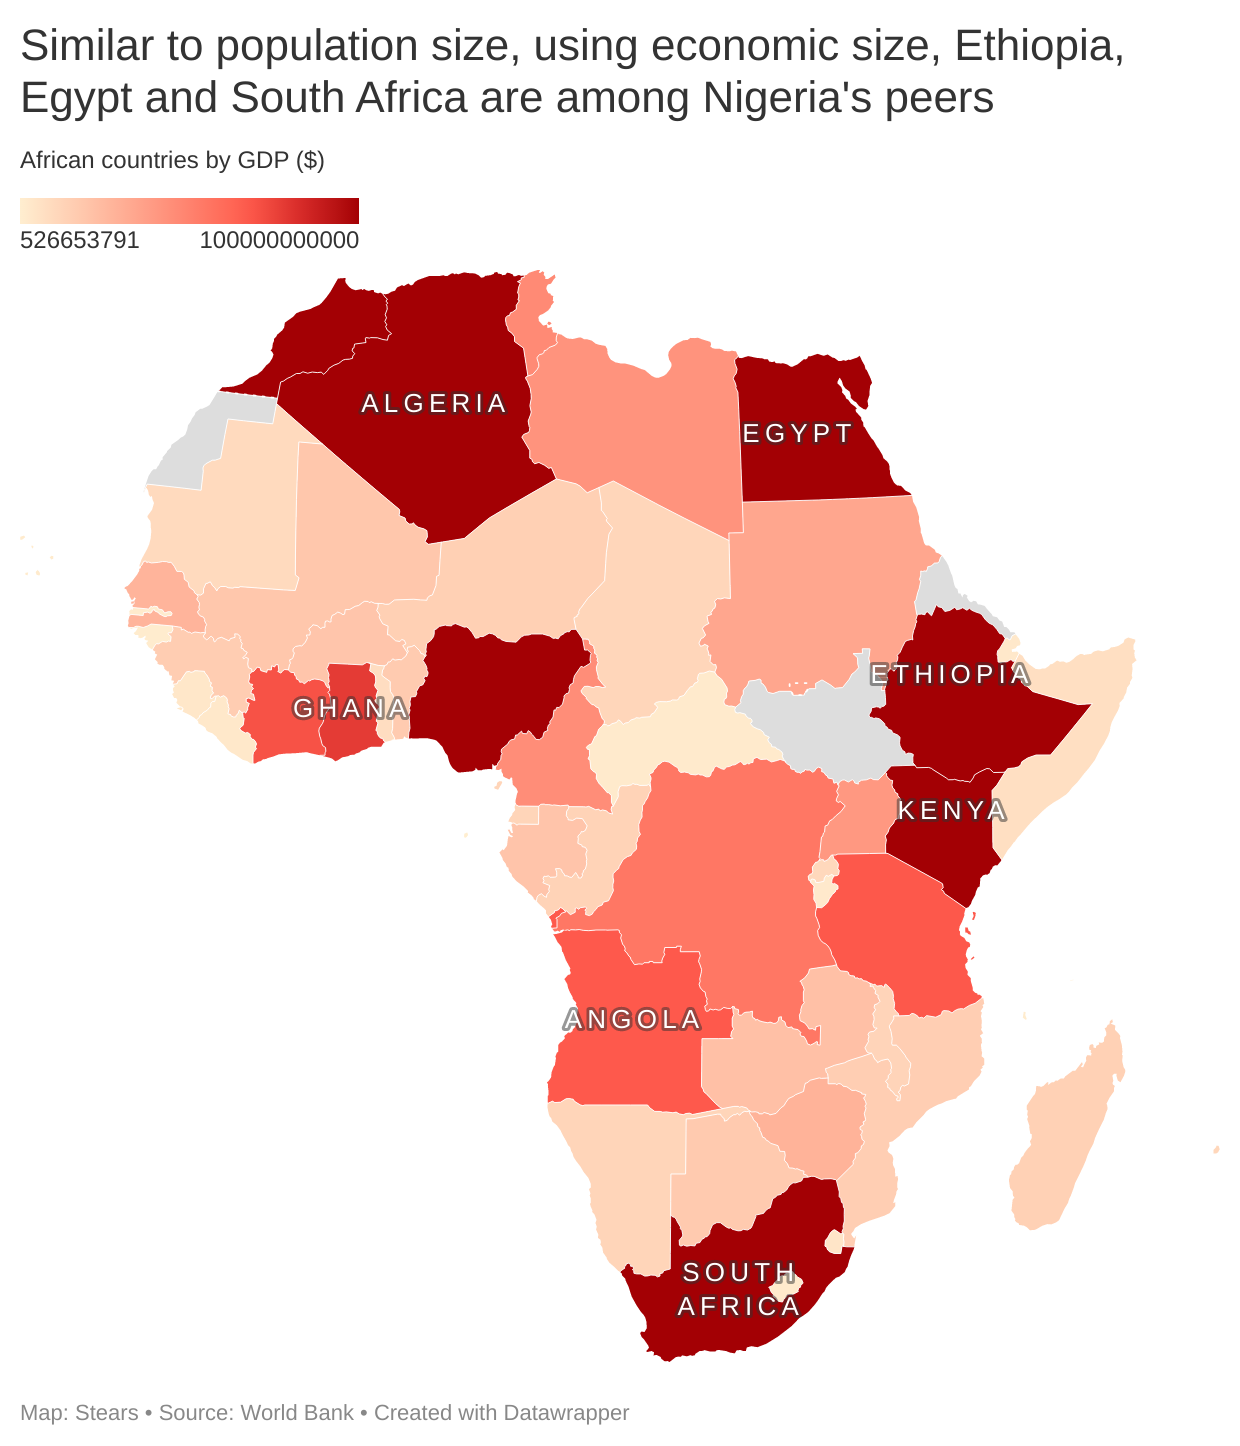 Similar to population size, using economic size, Ethiopia,
Egypt and South Africa are among Nigeria's peers
African countries by GDP ($)
526653791 100000000000
ALGERIA
EGYPT
ETHIOPIA
GHANA
KENYA
ANGOLA
SOUTH
AFRICA
Map: Stears • Source: World Bank • Created with Datawrapper